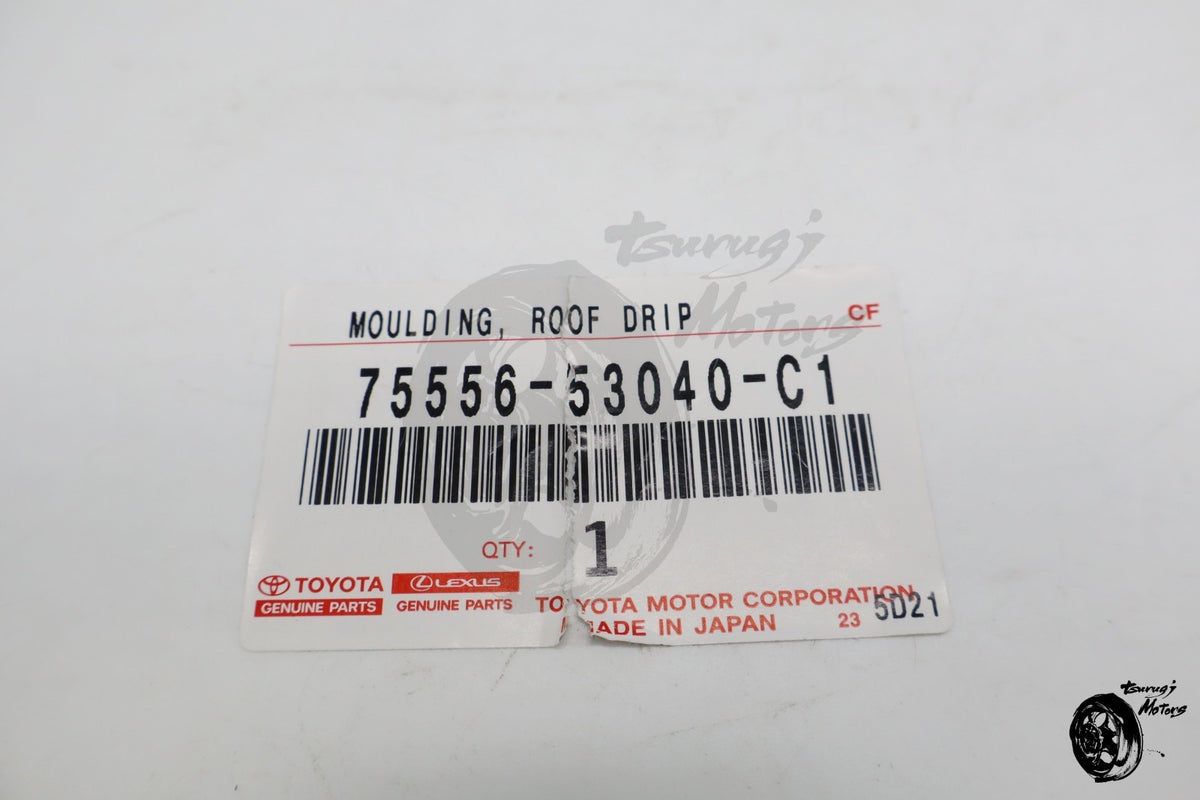 tsurugi
Motors
MOULDING, ROOF DRIP
CF
75556-53040-C1
QTY: 1
TOYOTA LEXUS
GENUINE PARTS GENUINE PARTS
TOYOTA MOTOR CORPORATION
MADE IN JAPAN 23 5D21
tsurugi
Motors